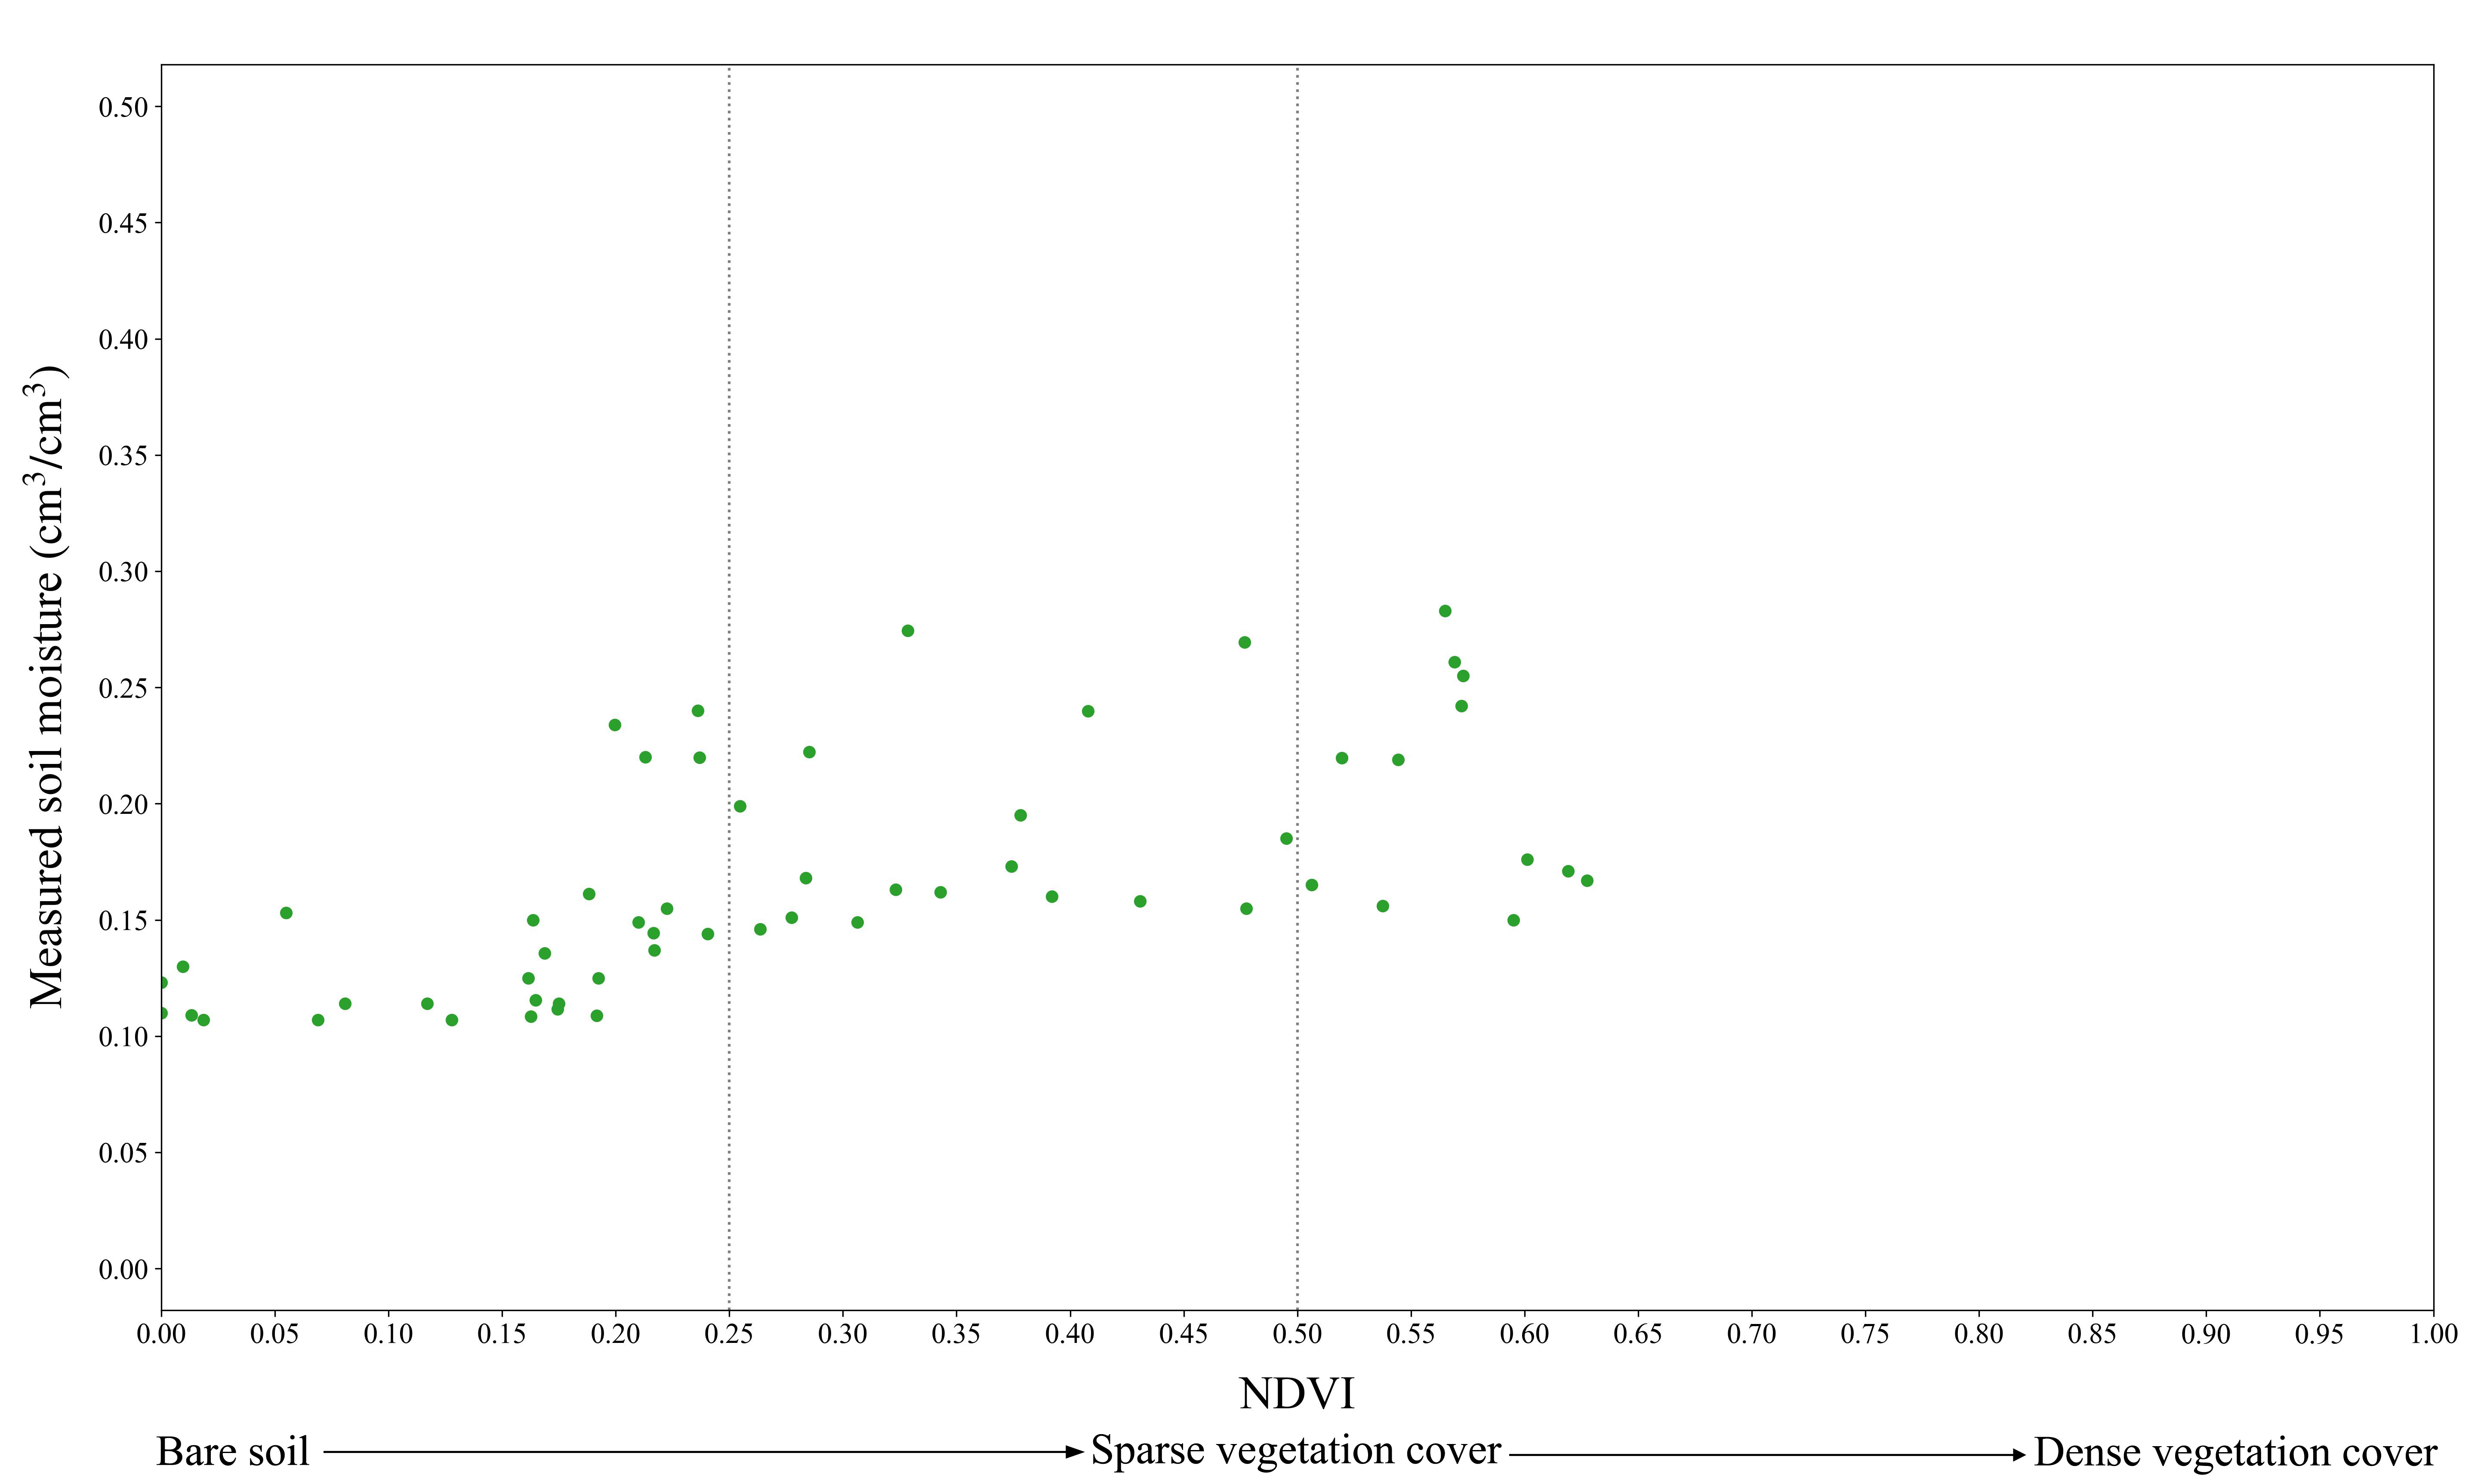 0.50
0.45
0.40
0.35
0.30
0.25
0.20
0.15
0.10
0.05
0.00
Measured soil moisture (cm³/cm³)
0.00 0.05 0.10 0.15 0.20 0.25 0.30 0.35 0.40 0.45 0.50 0.55 0.60 0.65 0.70 0.75 0.80 0.85 0.90 0.95 1.00
NDVI
Bare soil Sparse vegetation cover Dense vegetation cover